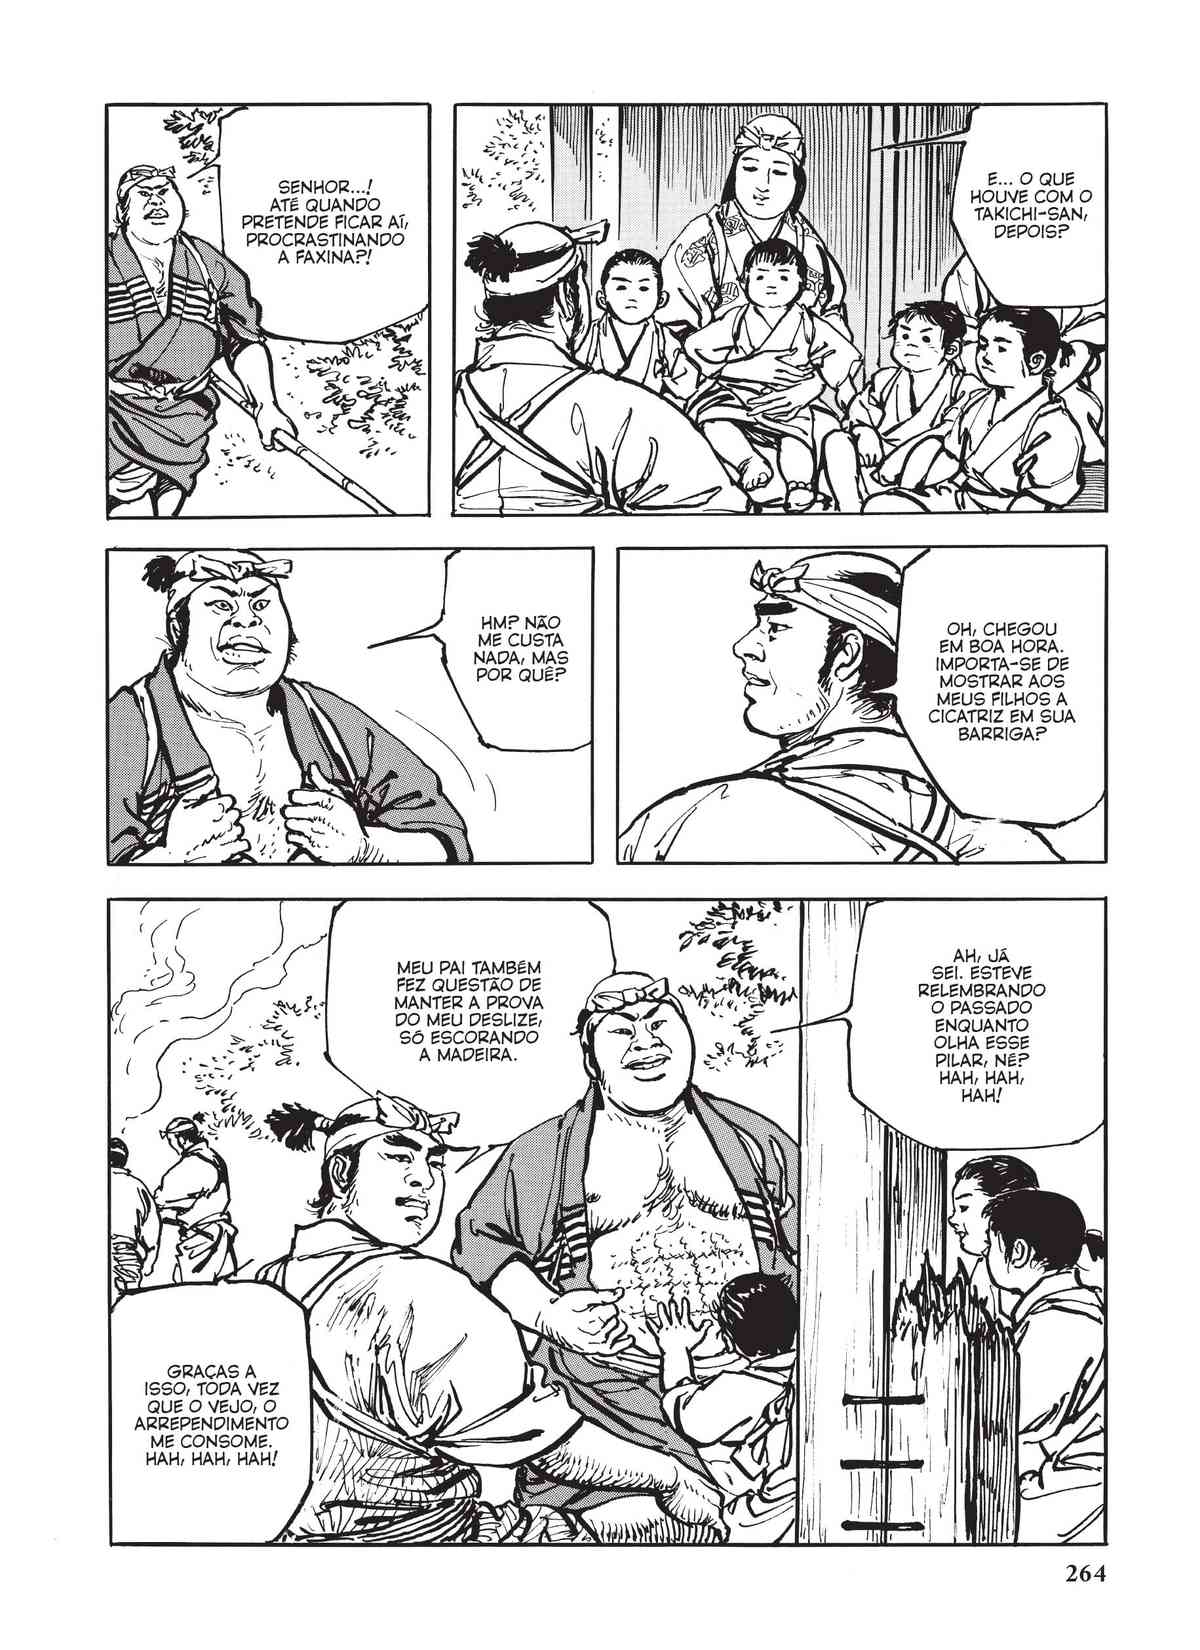 E... O QUE
HOUVE COM O
TAKICHI-SAN,
DEPOIS?
SENHOR...!
ATÉ QUANDO
PRETENDE FICAR AÍ,
PROCRASTINANDO
A FAXINA?!
OH, CHEGOU
EM BOA HORA.
IMPORTA-SE DE
MOSTRAR AOS
MEUS FILHOS A
CICATRIZ EM SUA
BARRIGA?
HM? NÃO
ME CUSTA
NADA, MAS
POR QUÊ?
AH, JÁ
SEI. ESTEVE
RELEMBRANDO
O PASSADO
ENQUANTO
OLHA ESSE
PILAR, NÉ?
HAH, HAH,
HAH!
MEU PAI TAMBÉM
FEZ QUESTÃO DE
MANTER A PROVA
DO MEU DESLIZE,
SÓ ESCORANDO
A MADEIRA.
GRAÇAS A
ISSO, TODA VEZ
QUE O VEJO, O
ARREPENDIMENTO
ME CONSOME.
HAH, HAH, HAH!
264